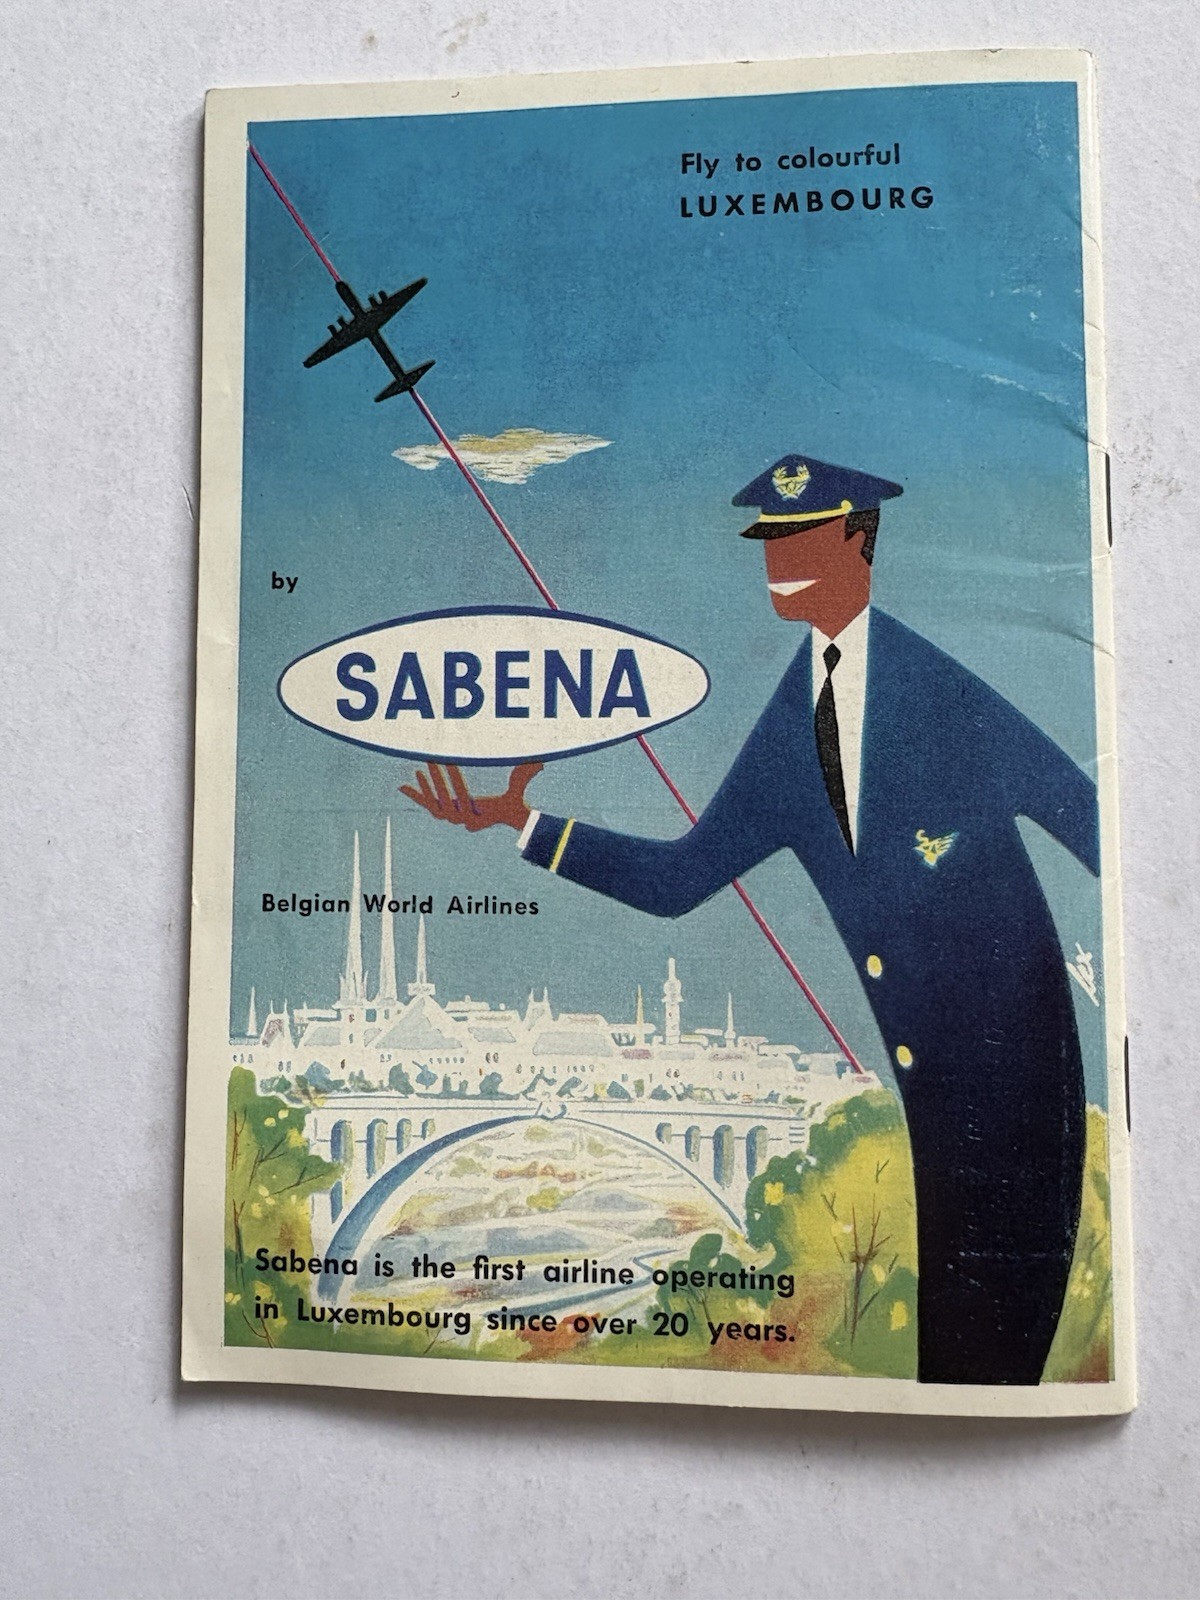 Fly to colourful
LUXEMBOURG
by
SABENA
Belgian World Airlines
Sabena is the first airline operating
in Luxembourg since over 20 years.